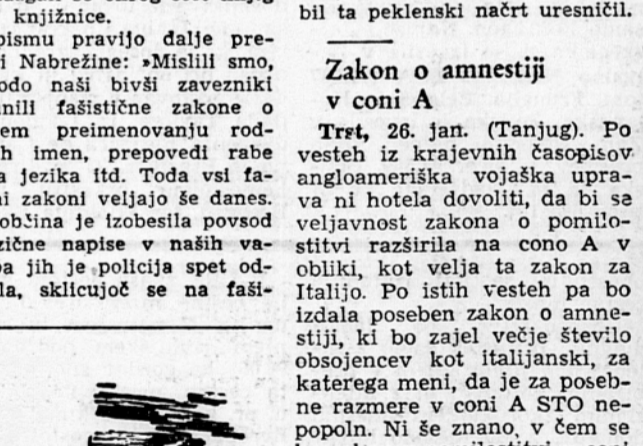 knjižnice.
pismu pravijo dalje pre-
i Nabrežine: »Mislili smo,
odo naši bivši zavezniki
nili fašistične zakone o
em preimenovanju rod-
h imen, prepovedi rabe
a jezika itd. Toda vsi fa-
ni zakoni veljajo še danes.
občina je izobesila povsod
zične napise v naših va-
pa jih je policija spet od-
la, sklicujoč se na faši-
bil ta peklenski načrt uresničil.
Zakon o amnestiji
v coni A
Trst, 26. jan. (Tanjug). Po
vesteh iz krajevnih časopisov
angloameriška vojaška upra-
va ni hotela dovoliti, da bi se
veljavnost zakona o pomilo-
stitvi razširila na cono A v
obliki, kot velja ta zakon za
Italijo. Po istih vesteh pa bo
izdala poseben zakon o amne-
stiji, ki bo zajel večje število
obsojencev kot italijanski, za
katerega meni, da je za poseb-
ne razmere v coni A STO ne-
popoln. Ni še znano, v čem se